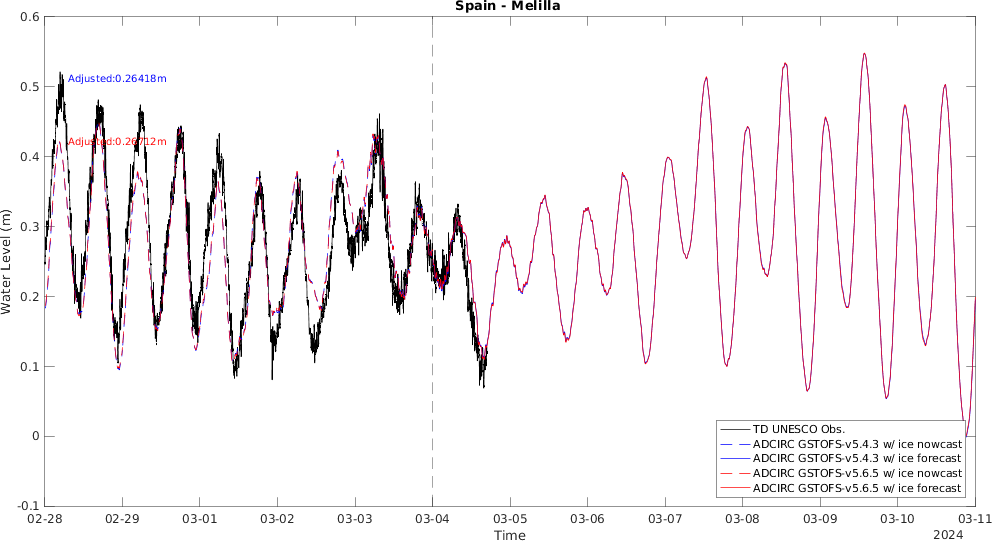 Spain - Melilla
Water Level (m)
0.6
0.5
0.4
0.3
0.2
0.1
0
-0.1
Adjusted:0.26418m
Adjusted:0.26712m
TD UNESCO Obs.
ADCIRC GSTOFS-v5.4.3 w/ ice nowcast
ADCIRC GSTOFS-v5.4.3 w/ ice forecast
ADCIRC GSTOFS-v5.6.5 w/ ice nowcast
ADCIRC GSTOFS-v5.6.5 w/ ice forecast
02-28 02-29 03-01 03-02 03-03 03-04 03-05 03-06 03-07 03-08 03-09 03-10 03-11
Time
2024